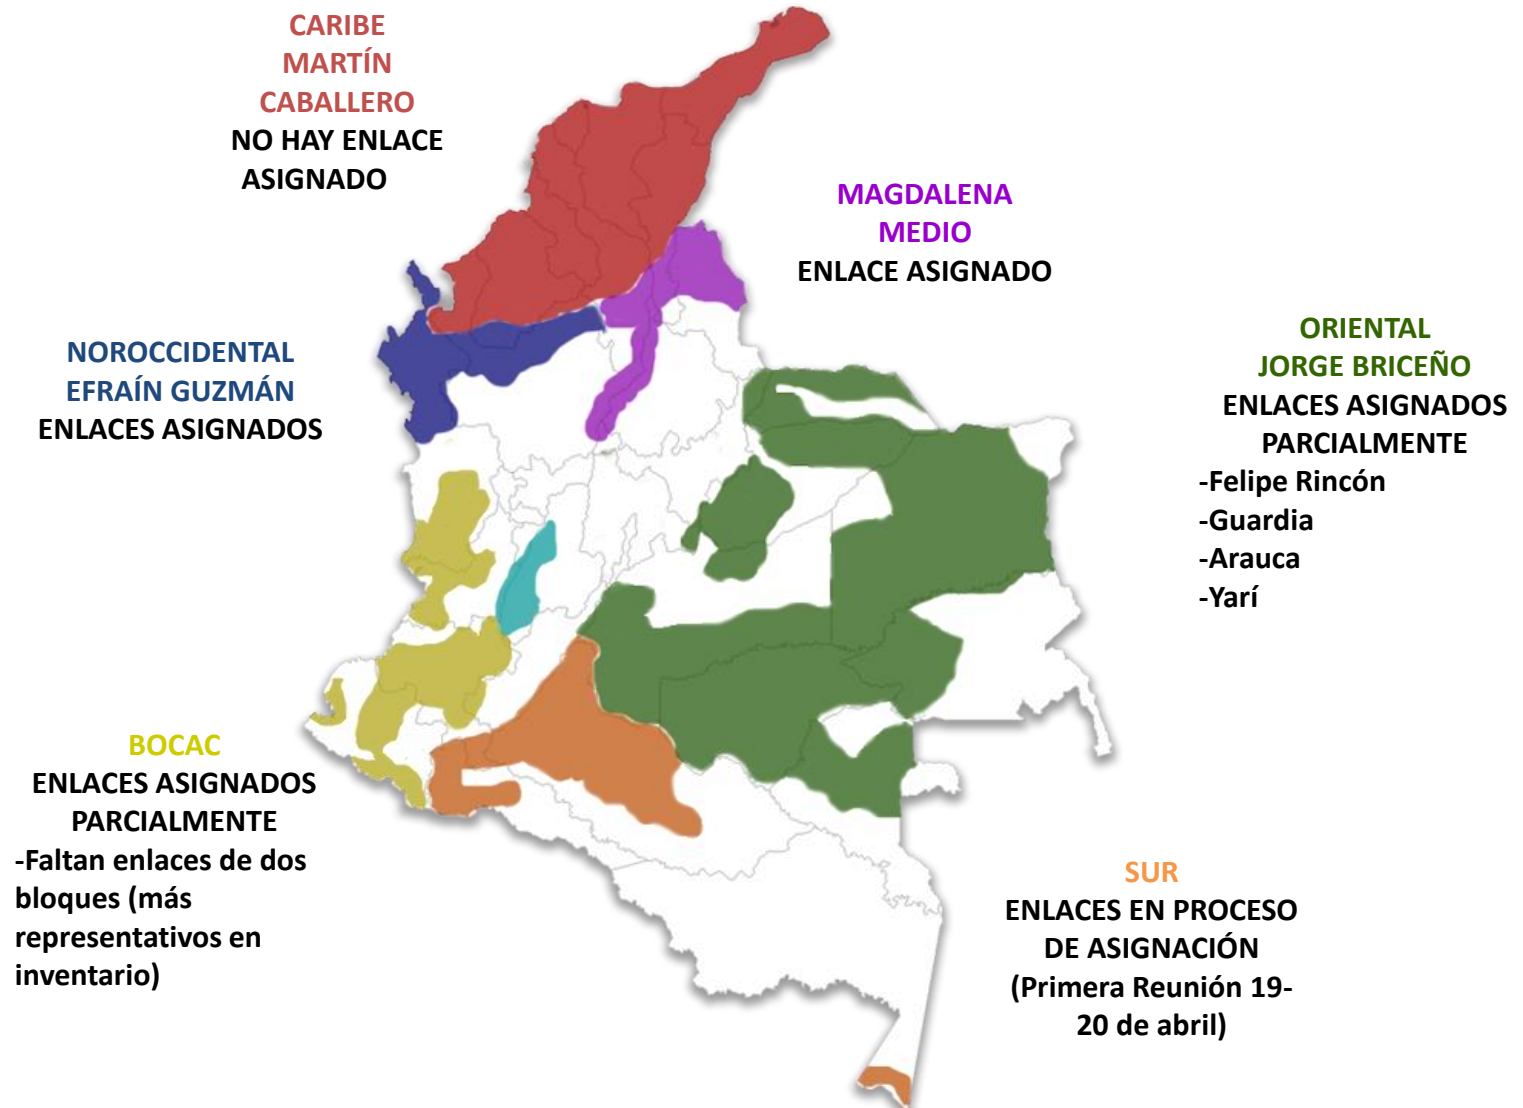 CARIBE
MARTÍN
CABALLERO
NO HAY ENLACE
ASIGNADO
MAGDALENA
MEDIO
ENLACE ASIGNADO
NOROCCIDENTAL
EFRAÍN GUZMÁN
ENLACES ASIGNADOS
ORIENTAL
JORGE BRICEÑO
ENLACES ASIGNADOS
PARCIALMENTE
-Felipe Rincón
-Guardia
-Arauca
-Yarí
BOCAC
ENLACES ASIGNADOS
PARCIALMENTE
-Faltan enlaces de dos
bloques (más
representativos en
inventario)
SUR
ENLACES EN PROCESO
DE ASIGNACIÓN
(Primera Reunión 19-
20 de abril)